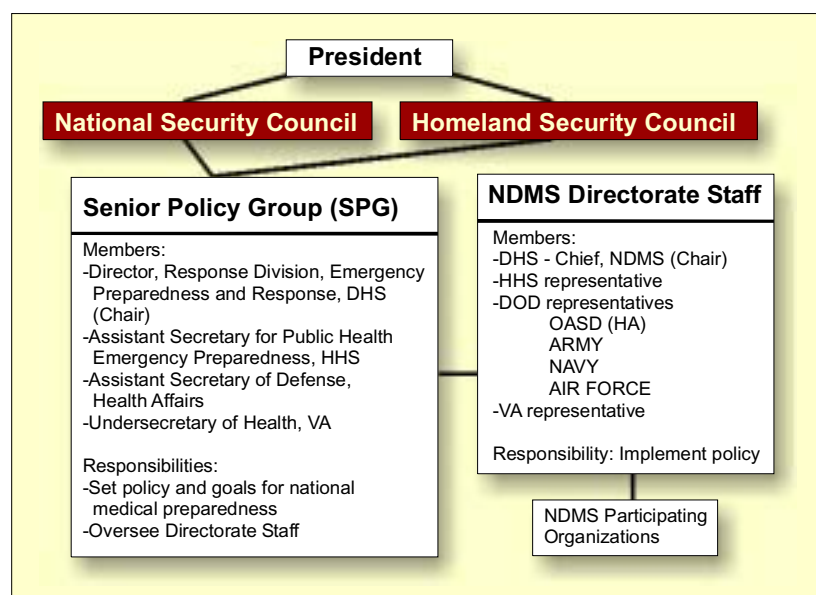 President
National Security Council
Homeland Security Council
Senior Policy Group (SPG)
Members:
-Director, Response Division, Emergency
Preparedness and Response, DHS
(Chair)
-Assistant Secretary for Public Health
Emergency Preparedness, HHS
-Assistant Secretary of Defense,
Health Affairs
-Undersecretary of Health, VA
Responsibilities:
-Set policy and goals for national
medical preparedness
-Oversee Directorate Staff
NDMS Directorate Staff
Members:
-DHS - Chief, NDMS (Chair)
-HHS representative
-DOD representatives
OASD (HA)
ARMY
NAVY
AIR FORCE
-VA representative
Responsibility: Implement policy
NDMS Participating
Organizations